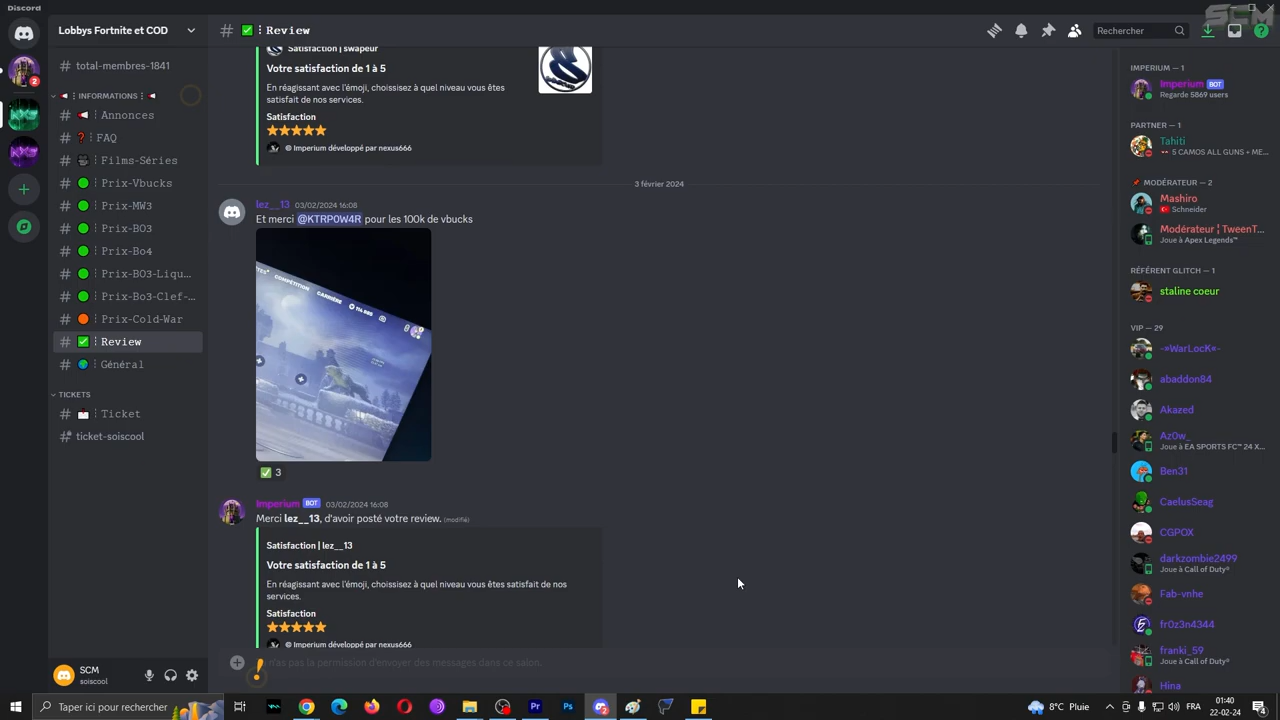 Discord
SCM
Lobbys Fortnite et COD
total-membres-1841
INFORMATIONS
Annonces
FAQ
Films-Séries
Prix-Vbucks
Prix-MW3
Prix-BO3
Prix-Bo4
Prix-BO3-Liqu...
Prix-Bo3-Clef-...
Prix-Cold-War
Review
Général
TICKETS
Ticket
ticket-soiscool
SCM
soiscool
Review
Rechercher
Satisfaction | swapeur
Votre satisfaction de 1 à 5
En réagissant avec l'émoji, choisissez à quel niveau vous êtes
satisfait de nos services.
Satisfaction
© Imperium développé par nexus666
3 février 2024
lez__13 03/02/2024 16:08
Et merci @KTRP0W4R pour les 100k de vbucks
COMPÉTITION CARRIÈRE
3
Imperium BOT 03/02/2024 16:08
Merci lez__13, d'avoir posté votre review. (modifié)
Satisfaction | lez__13
Votre satisfaction de 1 à 5
En réagissant avec l'émoji, choisissez à quel niveau vous êtes satisfait de nos
services.
Satisfaction
© Imperium développé par nexus666
n'as pas la permission d'envoyer des messages dans ce salon.
IMPERIUM — 1
Imperium BOT
Regarde 5869 users
PARTNER — 1
Tahiti
5 CAMOS ALL GUNS + ME...
MODÉRATEUR — 2
Mashiro
Schneider
Modérateur ¦ TweenT...
Joue à Apex Legends™
RÉFÉRENT GLITCH — 1
staline coeur
VIP — 29
-»WarLocK«-
abaddon84
Akazed
Az0w_
Joue à EA SPORTS FC™ 24 X...
Ben31
CaelusSeag
CGPOX
darkzombie2499
Joue à Call of Duty®
Fab-vnhe
fr0z3n4344
franki_59
Joue à Call of Duty®
Hina
Taper ici pour rechercher
Pr
Ps
8°C Pluie
FRA
01:40
22-02-24